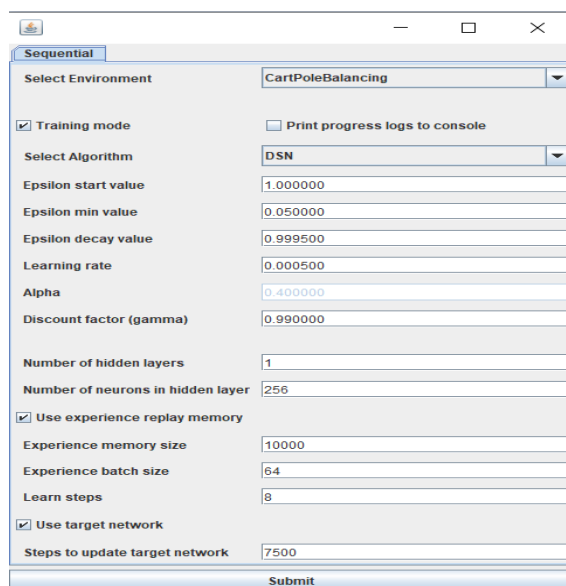 Sequential
Select Environment CartPoleBalancing
Training mode Print progress logs to console
Select Algorithm DSN
Epsilon start value 1.000000
Epsilon min value 0.050000
Epsilon decay value 0.999500
Learning rate 0.000500
Alpha 0.400000
Discount factor (gamma) 0.990000
Number of hidden layers 1
Number of neurons in hidden layer 256
Use experience replay memory
Experience memory size 10000
Experience batch size 64
Learn steps 8
Use target network
Steps to update target network 7500
Submit